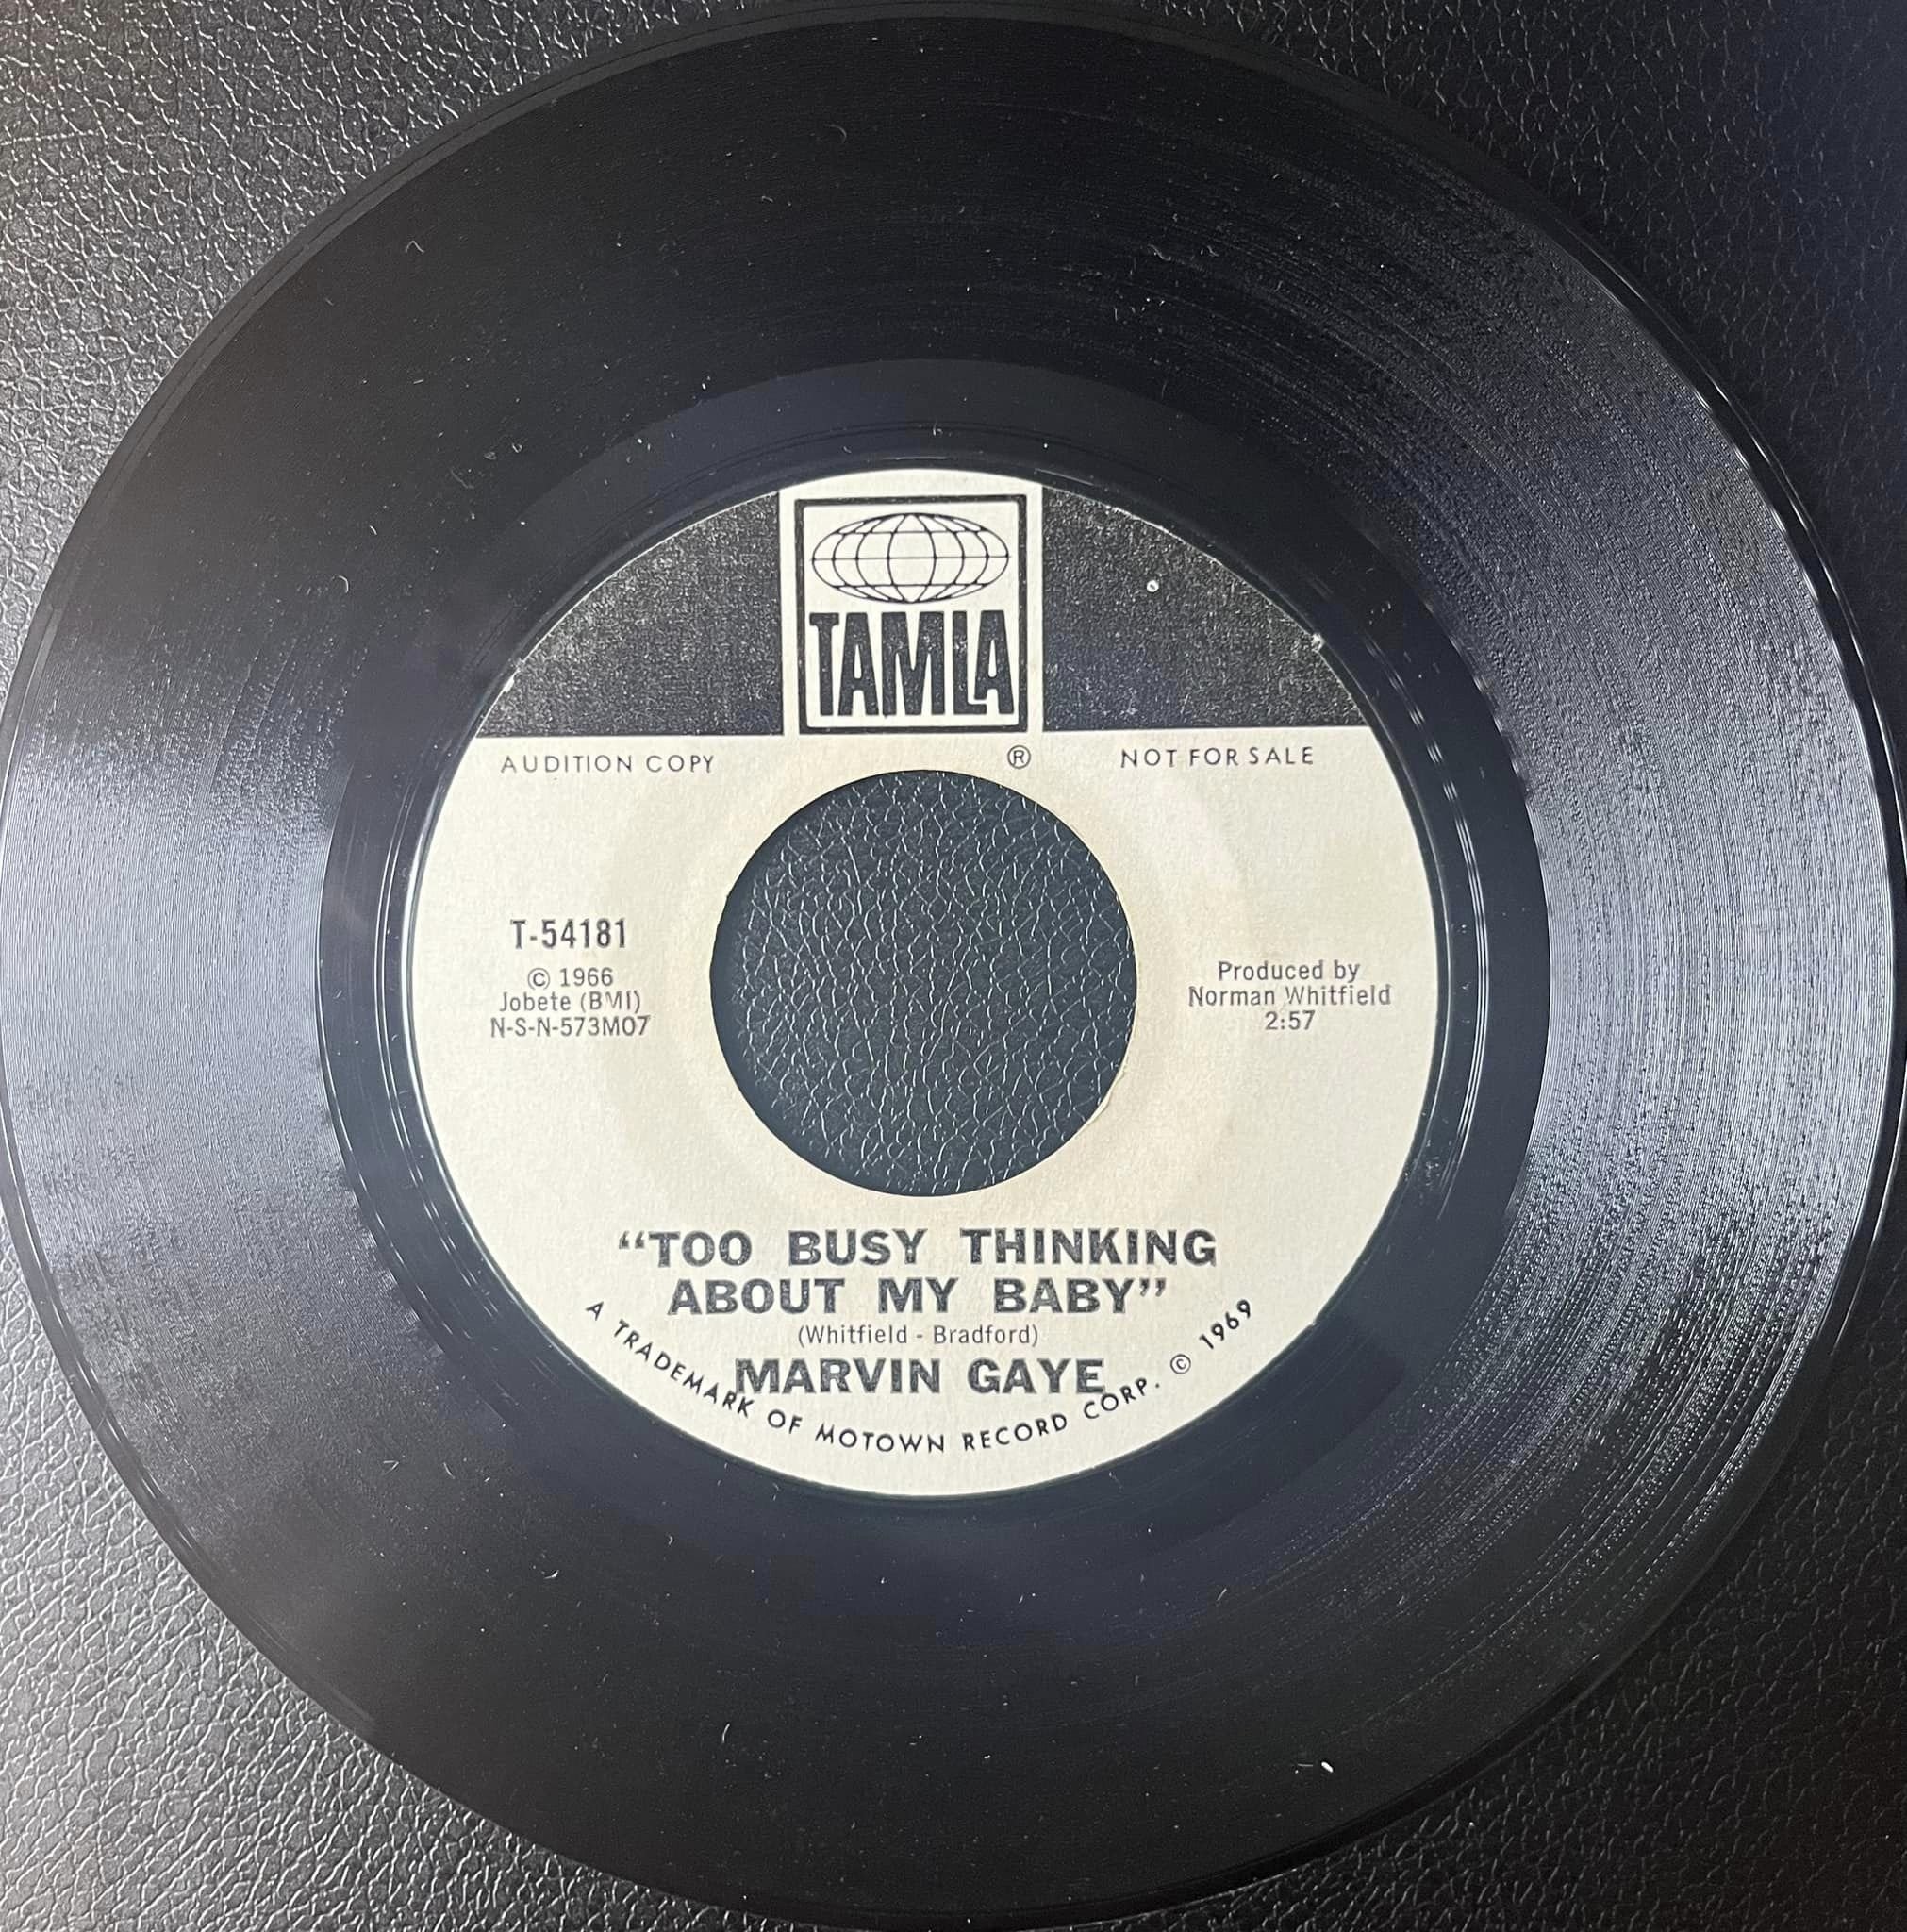 TAMLA
®
AUDITION COPY
NOT FOR SALE
T-54181
© 1966
Jobete (BMI)
N-S-N-573M07
Produced by
Norman Whitfield
2:57
“TOO BUSY THINKING
ABOUT MY BABY”
(Whitfield - Bradford)
MARVIN GAYE
A TRADEMARK OF MOTOWN RECORD CORP. © 1969